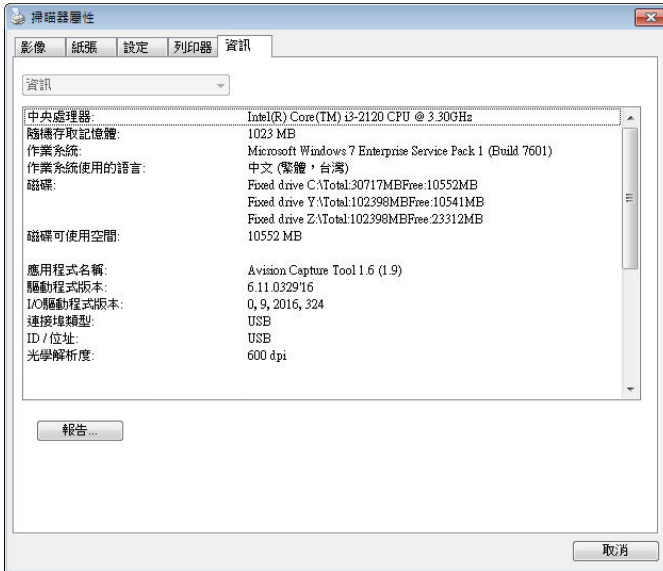 掃瞄器屬性
影像 紙張 設定 列印器 資訊
資訊
中央處理器: Intel(R) Core(TM) i3-2120 CPU @ 3.30GHz
隨機存取記憶體: 1023 MB
作業系統: Microsoft Windows 7 Enterprise Service Pack 1 (Build 7601)
作業系統使用的語言: 中文 (繁體，台灣)
磁碟: Fixed drive C:\Total:30717MBFree:10552MB
Fixed drive Y:\Total:102398MBFree:10541MB
Fixed drive Z:\Total:102398MBFree:23312MB
磁碟可使用空間: 10552 MB
應用程式名稱: Avision Capture Tool 1.6 (1.9)
驅動程式版本: 6.11.0329'16
I/O驅動程式版本: 0, 9, 2016, 324
連接埠類型: USB
ID / 位址: USB
光學解析度: 600 dpi
報告...
取消